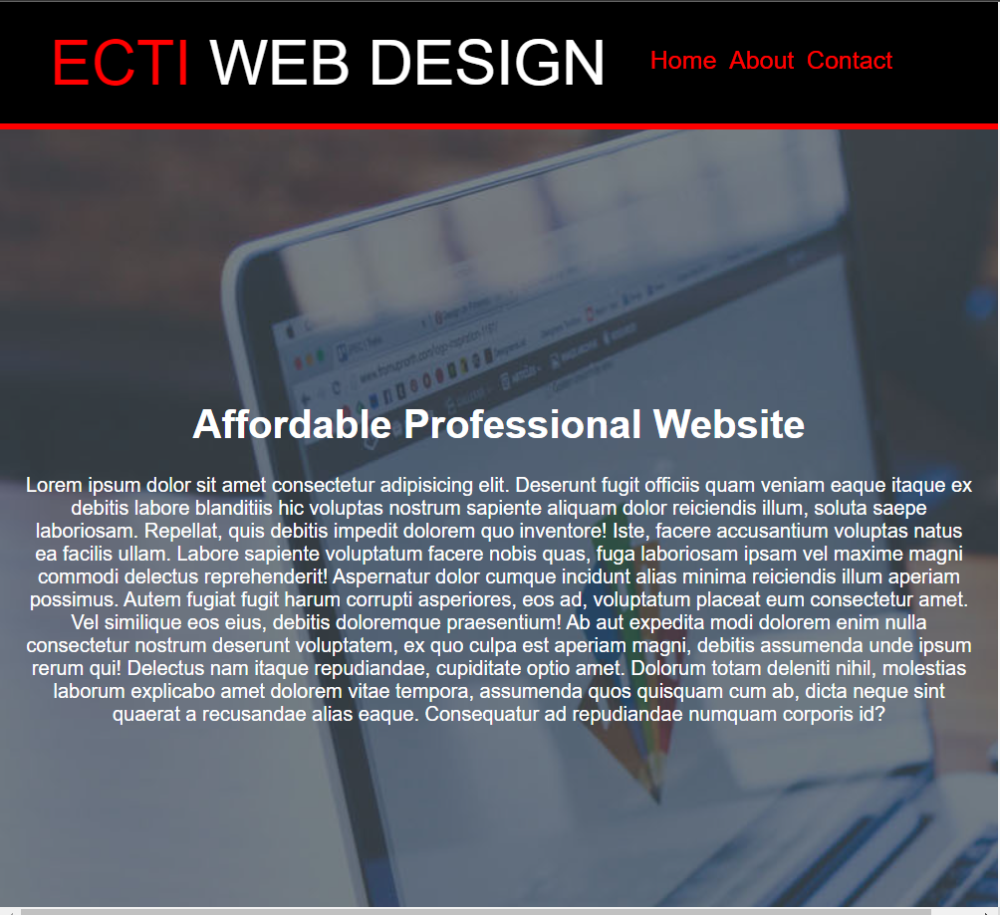 ECTI WEB DESIGN
Home About Contact
www.thatsupnorth.com/logo-inspiration-118/
Affordable Professional Website
Lorem ipsum dolor sit amet consectetur adipisicing elit. Deserunt fugit officiis quam veniam eaque itaque ex
debitis labore blanditiis hic voluptas nostrum sapiente aliquam dolor reiciendis illum, soluta saepe
laboriosam. Repellat, quis debitis impedit dolorem quo inventore! Iste, facere accusantium voluptas natus
ea facilis ullam. Labore sapiente voluptatum facere nobis quas, fuga laboriosam ipsam vel maxime magni
commodi delectus reprehenderit! Aspernatur dolor cumque incidunt alias minima reiciendis illum aperiam
possimus. Autem fugiat fugit harum corrupti asperiores, eos ad, voluptatum placeat eum consectetur amet.
Vel similique eos eius, debitis doloremque praesentium! Ab aut expedita modi dolorem enim nulla
consectetur nostrum deserunt voluptatem, ex quo culpa est aperiam magni, debitis assumenda unde ipsum
rerum qui! Delectus nam itaque repudiandae, cupiditate optio amet. Dolorum totam deleniti nihil, molestias
laborum explicabo amet dolorem vitae tempora, assumenda quos quisquam cum ab, dicta neque sint
quaerat a recusandae alias eaque. Consequatur ad repudiandae numquam corporis id?